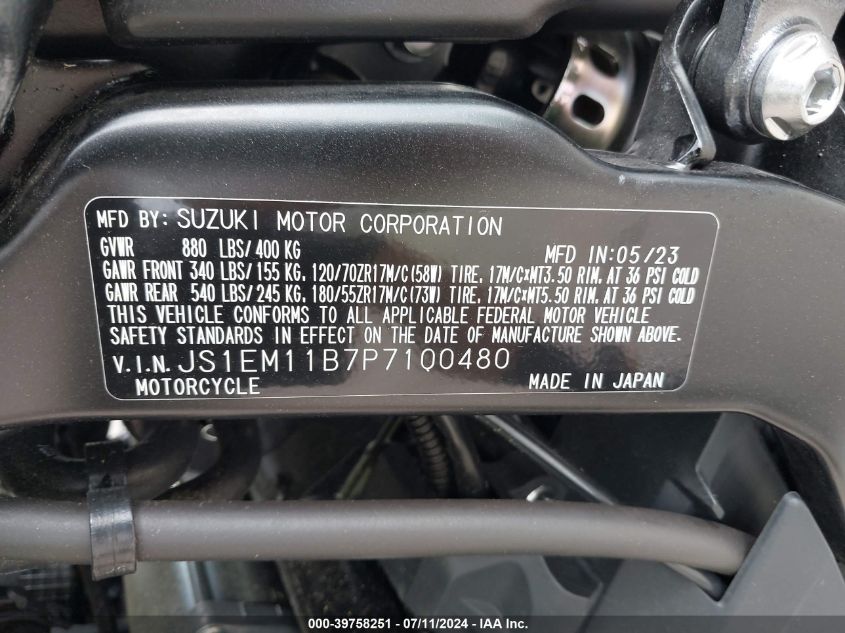 MFD BY: SUZUKI MOTOR CORPORATION
GVWR 880 LBS/ 400 KG MFD IN: 05/23
GAWR FRONT 340 LBS/ 155 KG, 120/70ZR17M/C(58W) TIRE, 17M/C×MT3.50 RIM, AT 36 PSI COLD
GAWR REAR 540 LBS/ 245 KG, 180/55ZR17M/C(73W) TIRE, 17M/C×MT5.50 RIM, AT 36 PSI COLD
THIS VEHICLE CONFORMS TO ALL APPLICABLE FEDERAL MOTOR VEHICLE
SAFETY STANDARDS IN EFFECT ON THE DATE OF MANUFACTURE SHOWN ABOVE.
V.I.N. JS1EM11B7P7100480
MOTORCYCLE MADE IN JAPAN
000-39758251 - 07/11/2024 - IAA Inc.